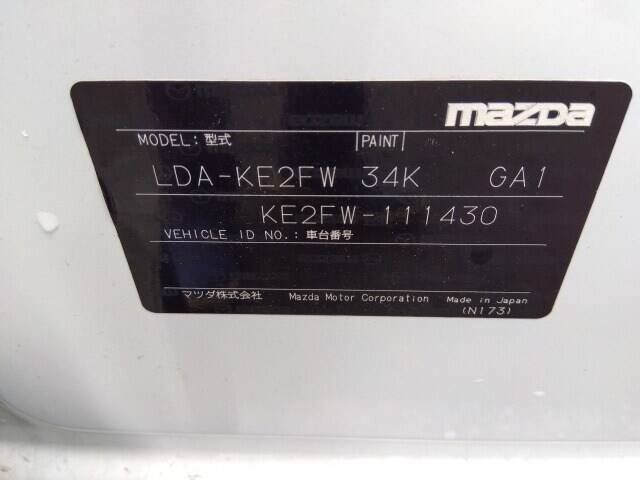 mazda
MODEL: 型式 PAINT
LDA-KE2FW 34K GA1
KE2FW-111430
VEHICLE ID NO.: 車台番号
マツダ株式会社 Mazda Motor Corporation Made in Japan
(N173)